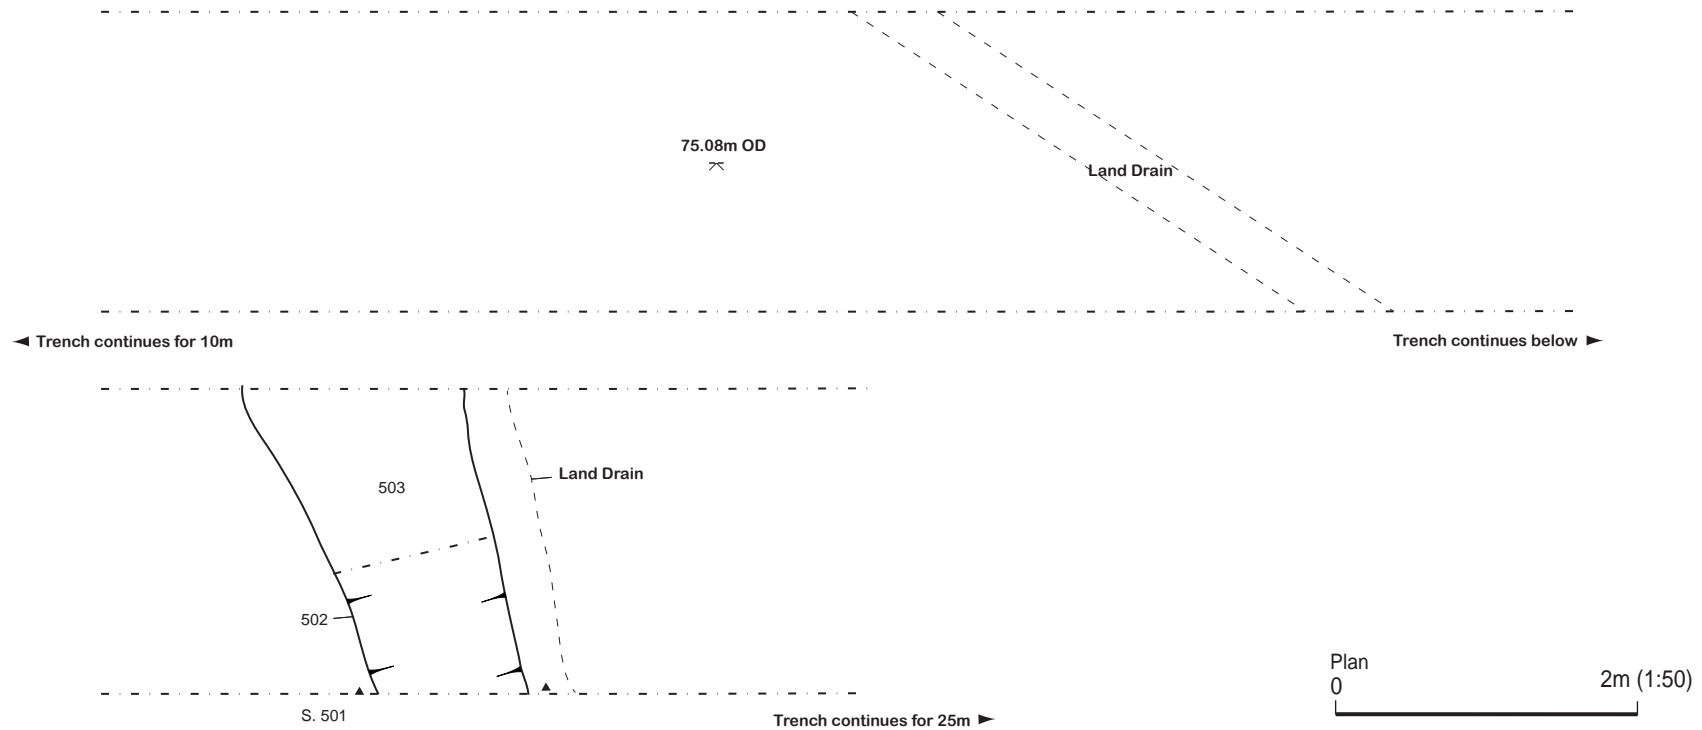 75.08m OD
Land Drain
Trench continues for 10m
Trench continues below
Land Drain
503
502
S. 501
Trench continues for 25m
Plan
0
2m (1:50)